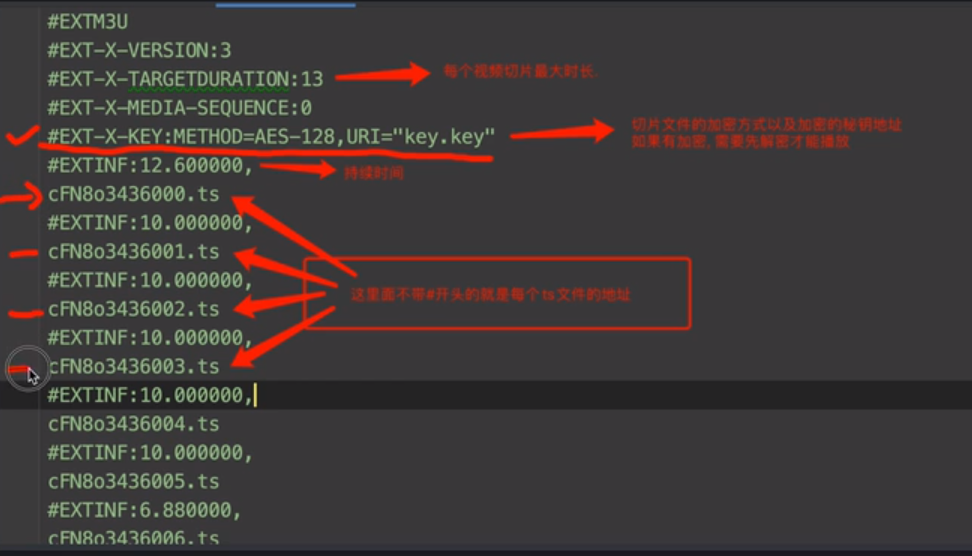 #EXTM3U
#EXT-X-VERSION:3
#EXT-X-TARGETDURATION:13
每个视频切片最大时长.
#EXT-X-MEDIA-SEQUENCE:0
#EXT-X-KEY:METHOD=AES-128,URI="key.key"
切片文件的加密方式以及加密的秘钥地址
如果有加密, 需要先解密才能播放
#EXTINF:12.600000,
持续时间
cFN8o3436000.ts
#EXTINF:10.000000,
cFN8o3436001.ts
#EXTINF:10.000000,
这里面不带#开头的就是每个ts文件的地址
cFN8o3436002.ts
#EXTINF:10.000000,
cFN8o3436003.ts
#EXTINF:10.000000,
cFN8o3436004.ts
#EXTINF:10.000000,
cFN8o3436005.ts
#EXTINF:6.880000,
cFN8o3436006.ts